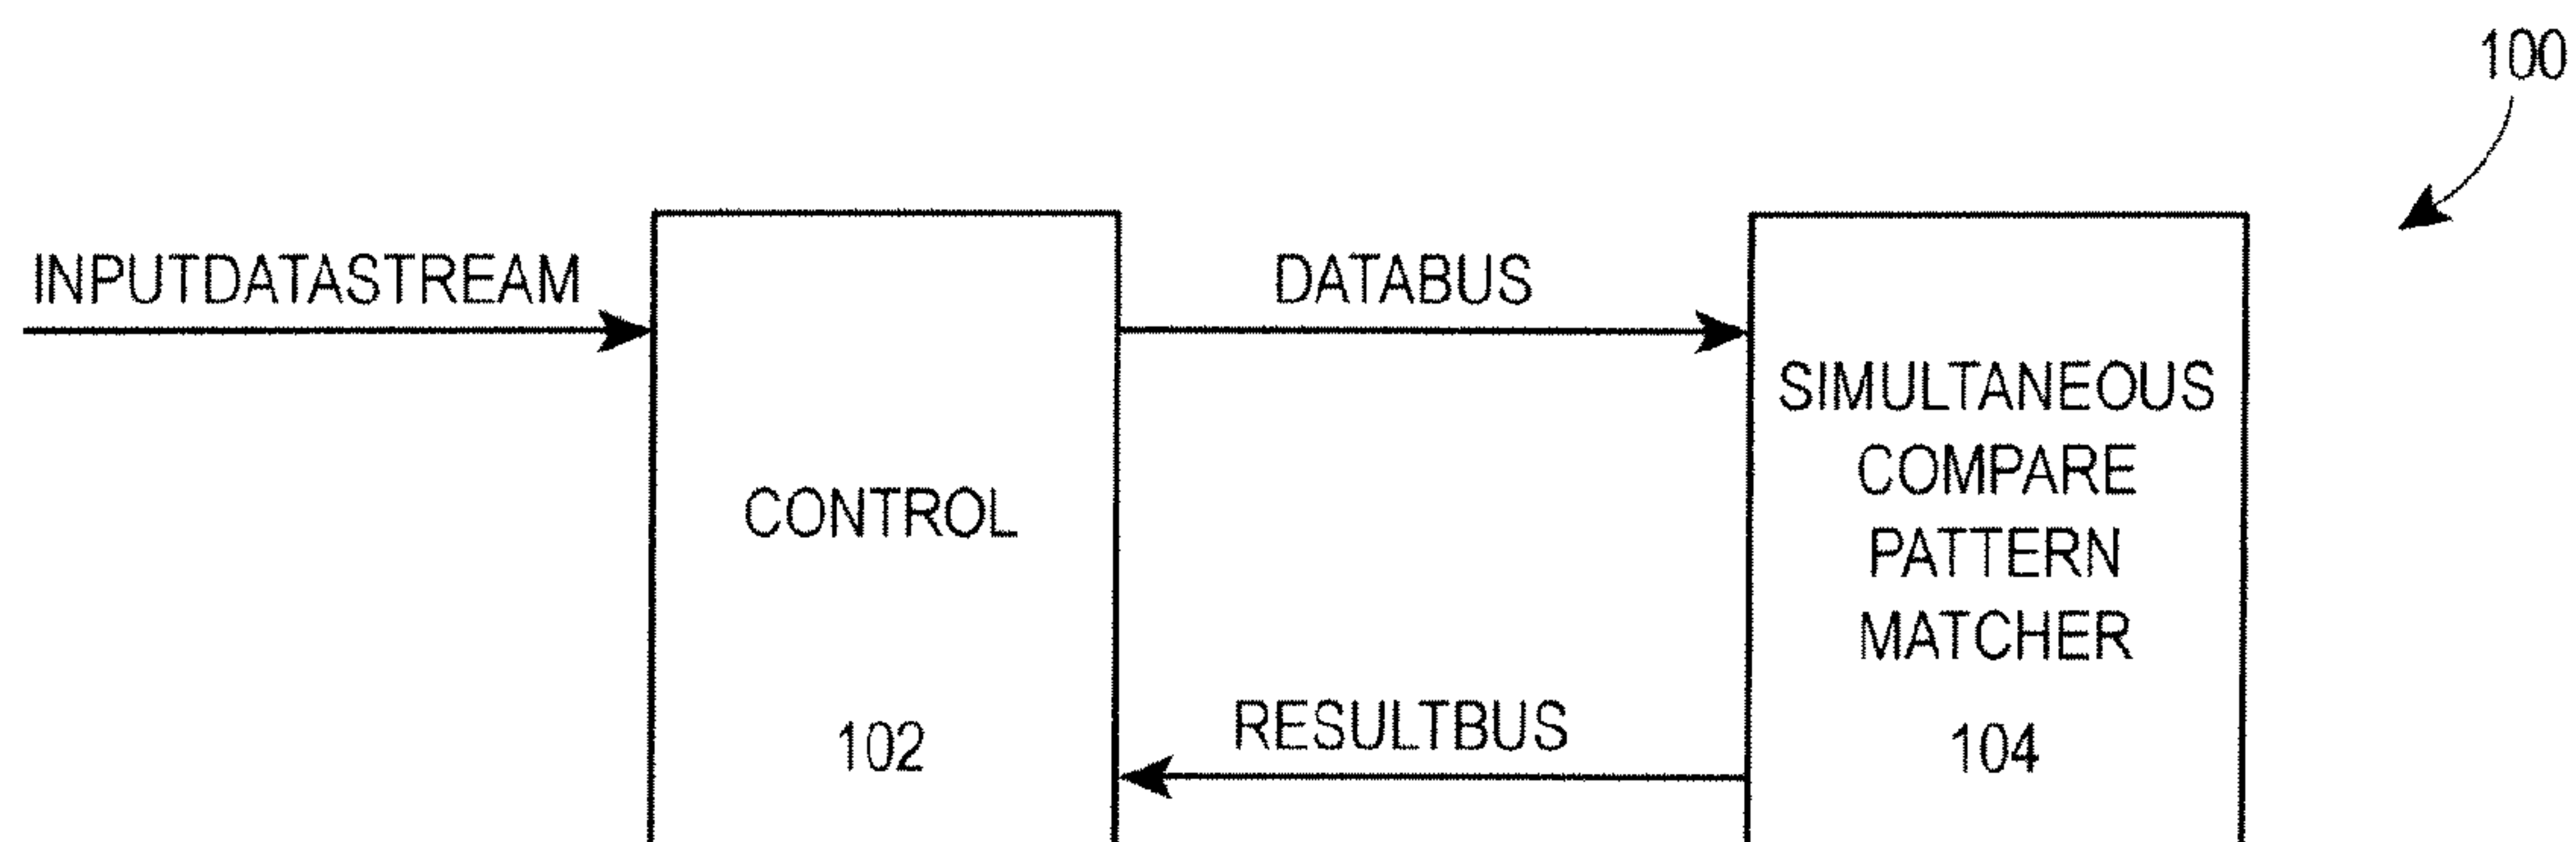 100
INPUTDATASTREAM
DATABUS
SIMULTANEOUS
COMPARE
PATTERN
MATCHER
104
CONTROL
102
RESULTBUS